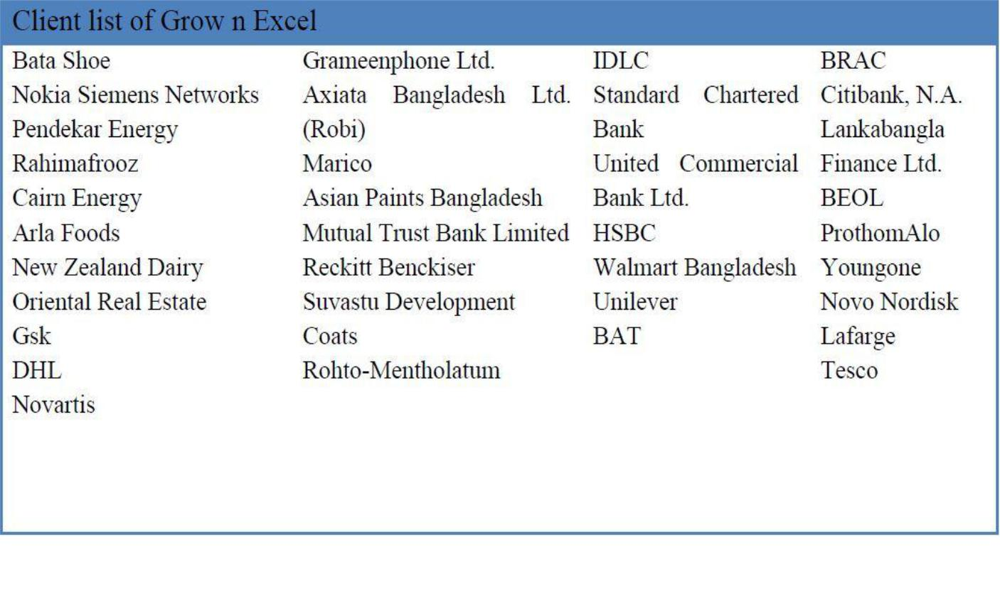 Client list of Grow n Excel
Bata Shoe
Nokia Siemens Networks
Pendekar Energy
Rahimafrooz
Cairn Energy
Arla Foods
New Zealand Dairy
Oriental Real Estate
Gsk
DHL
Novartis
Grameenphone Ltd.
Axiata Bangladesh Ltd.
(Robi)
Marico
Asian Paints Bangladesh
Mutual Trust Bank Limited
Reckitt Benckiser
Suvastu Development
Coats
Rohto-Mentholatum
IDLC
Standard Chartered
Bank
United Commercial
Bank Ltd.
HSBC
Walmart Bangladesh
Unilever
BAT
BRAC
Citibank, N.A.
Lankabangla
Finance Ltd.
BEOL
ProthomAlo
Youngone
Novo Nordisk
Lafarge
Tesco